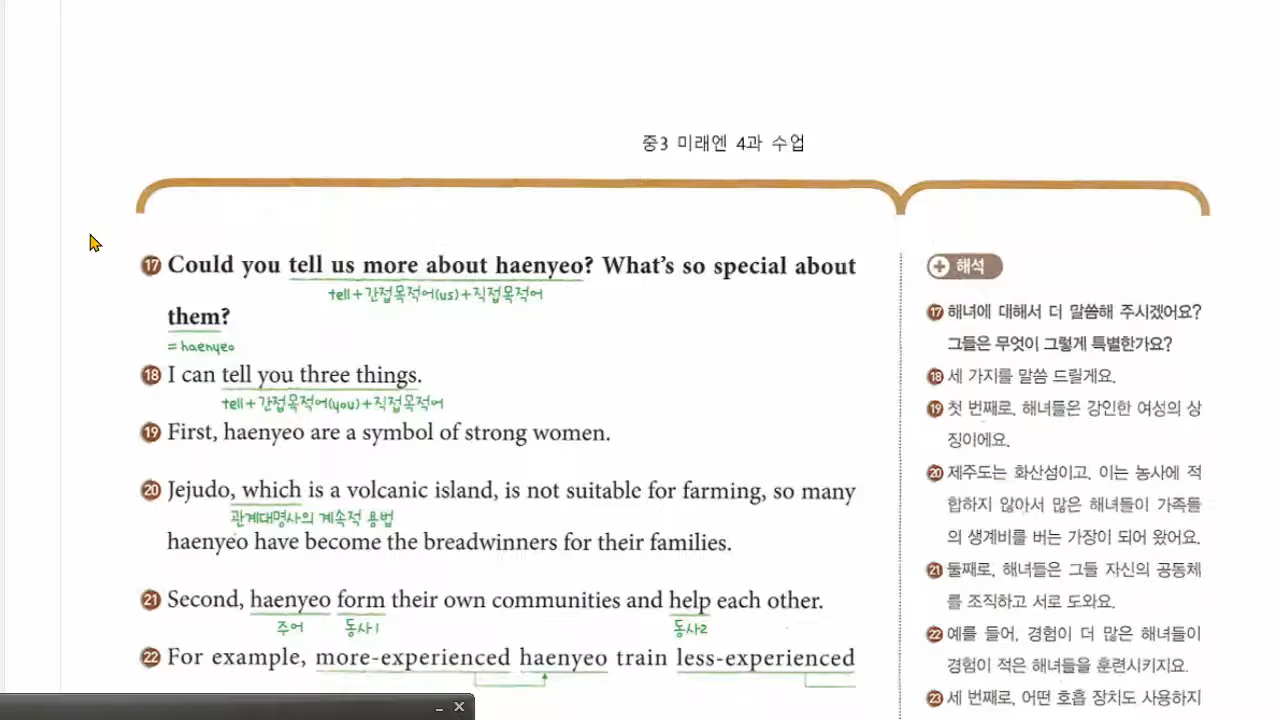 중3 미래엔 4과 수업
17 Could you tell us more about haenyeo? What's so special about
tell+간접목적어(us)+직접목적어
them?
= haenyeo
18 I can tell you three things.
tell+간접목적어(you)+직접목적어
19 First, haenyeo are a symbol of strong women.
20 Jejudo, which is a volcanic island, is not suitable for farming, so many
관계대명사의 계속적 용법
haenyeo have become the breadwinners for their families.
21 Second, haenyeo form their own communities and help each other.
주어 동사1 동사2
22 For example, more-experienced haenyeo train less-experienced
해석
17 해녀에 대해서 더 말씀해 주시겠어요?
그들은 무엇이 그렇게 특별한가요?
18 세 가지를 말씀 드릴게요.
19 첫 번째로, 해녀들은 강인한 여성의 상
징이에요.
20 제주도는 화산섬이고, 이는 농사에 적
합하지 않아서 많은 해녀들이 가족들
의 생계비를 버는 가장이 되어 왔어요.
21 둘째로, 해녀들은 그들 자신의 공동체
를 조직하고 서로 도와요.
22 예를 들어, 경험이 더 많은 해녀들이
경험이 적은 해녀들을 훈련시키지요.
23 세 번째로, 어떤 호흡 장치도 사용하지